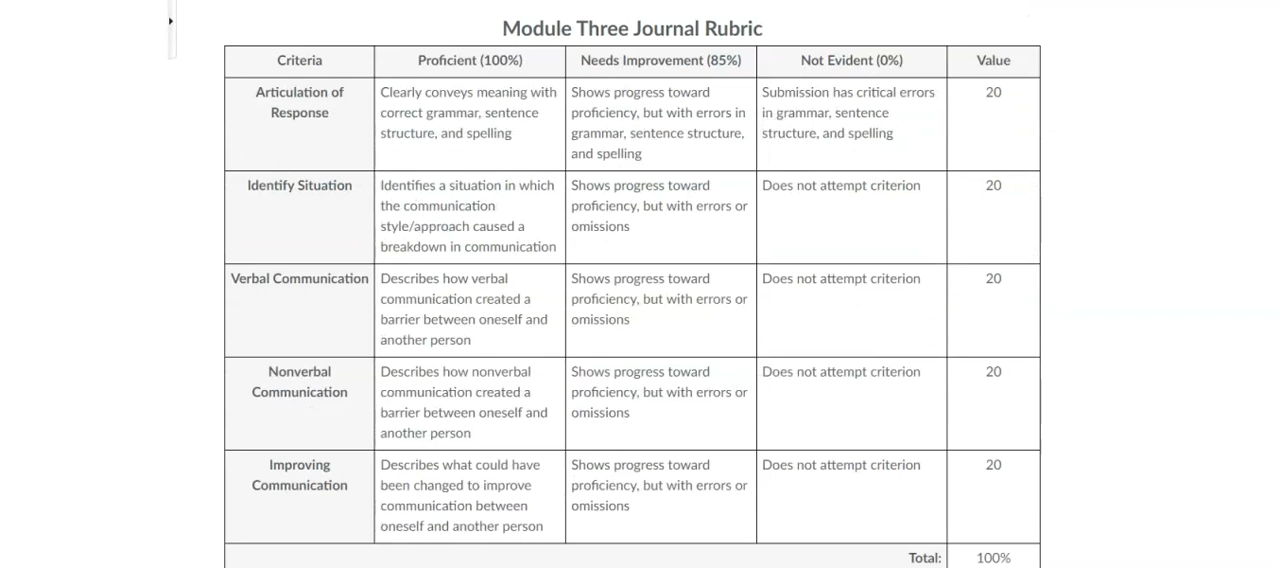 Module Three Journal Rubric
Criteria Proficient (100%) Needs Improvement (85%) Not Evident (0%) Value
Articulation of Response Clearly conveys meaning with correct grammar, sentence structure, and spelling Shows progress toward proficiency, but with errors in grammar, sentence structure, and spelling Submission has critical errors in grammar, sentence structure, and spelling 20
Identify Situation Identifies a situation in which the communication style/approach caused a breakdown in communication Shows progress toward proficiency, but with errors or omissions Does not attempt criterion 20
Verbal Communication Describes how verbal communication created a barrier between oneself and another person Shows progress toward proficiency, but with errors or omissions Does not attempt criterion 20
Nonverbal Communication Describes how nonverbal communication created a barrier between oneself and another person Shows progress toward proficiency, but with errors or omissions Does not attempt criterion 20
Improving Communication Describes what could have been changed to improve communication between oneself and another person Shows progress toward proficiency, but with errors or omissions Does not attempt criterion 20
Total: 100%